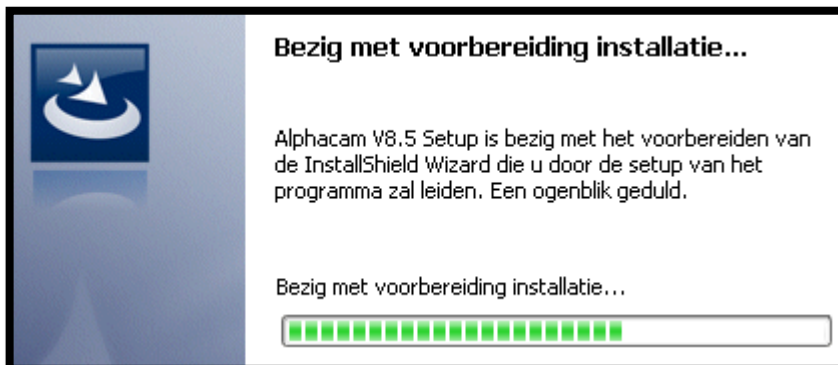 Bezig met voorbereiding installatie...
Alphacam V8.5 Setup is bezig met het voorbereiden van
de InstallShield Wizard die u door de setup van het
programma zal leiden. Een ogenblik geduld.
Bezig met voorbereiding installatie...